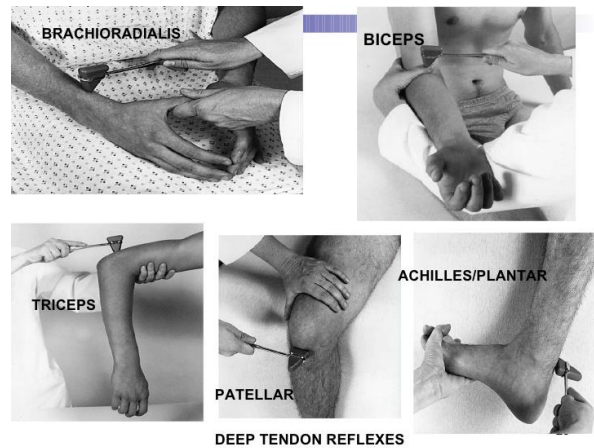 BRACHIORADIALIS
BICEPS
TRICEPS
PATELLAR
ACHILLES/PLANTAR
DEEP TENDON REFLEXES